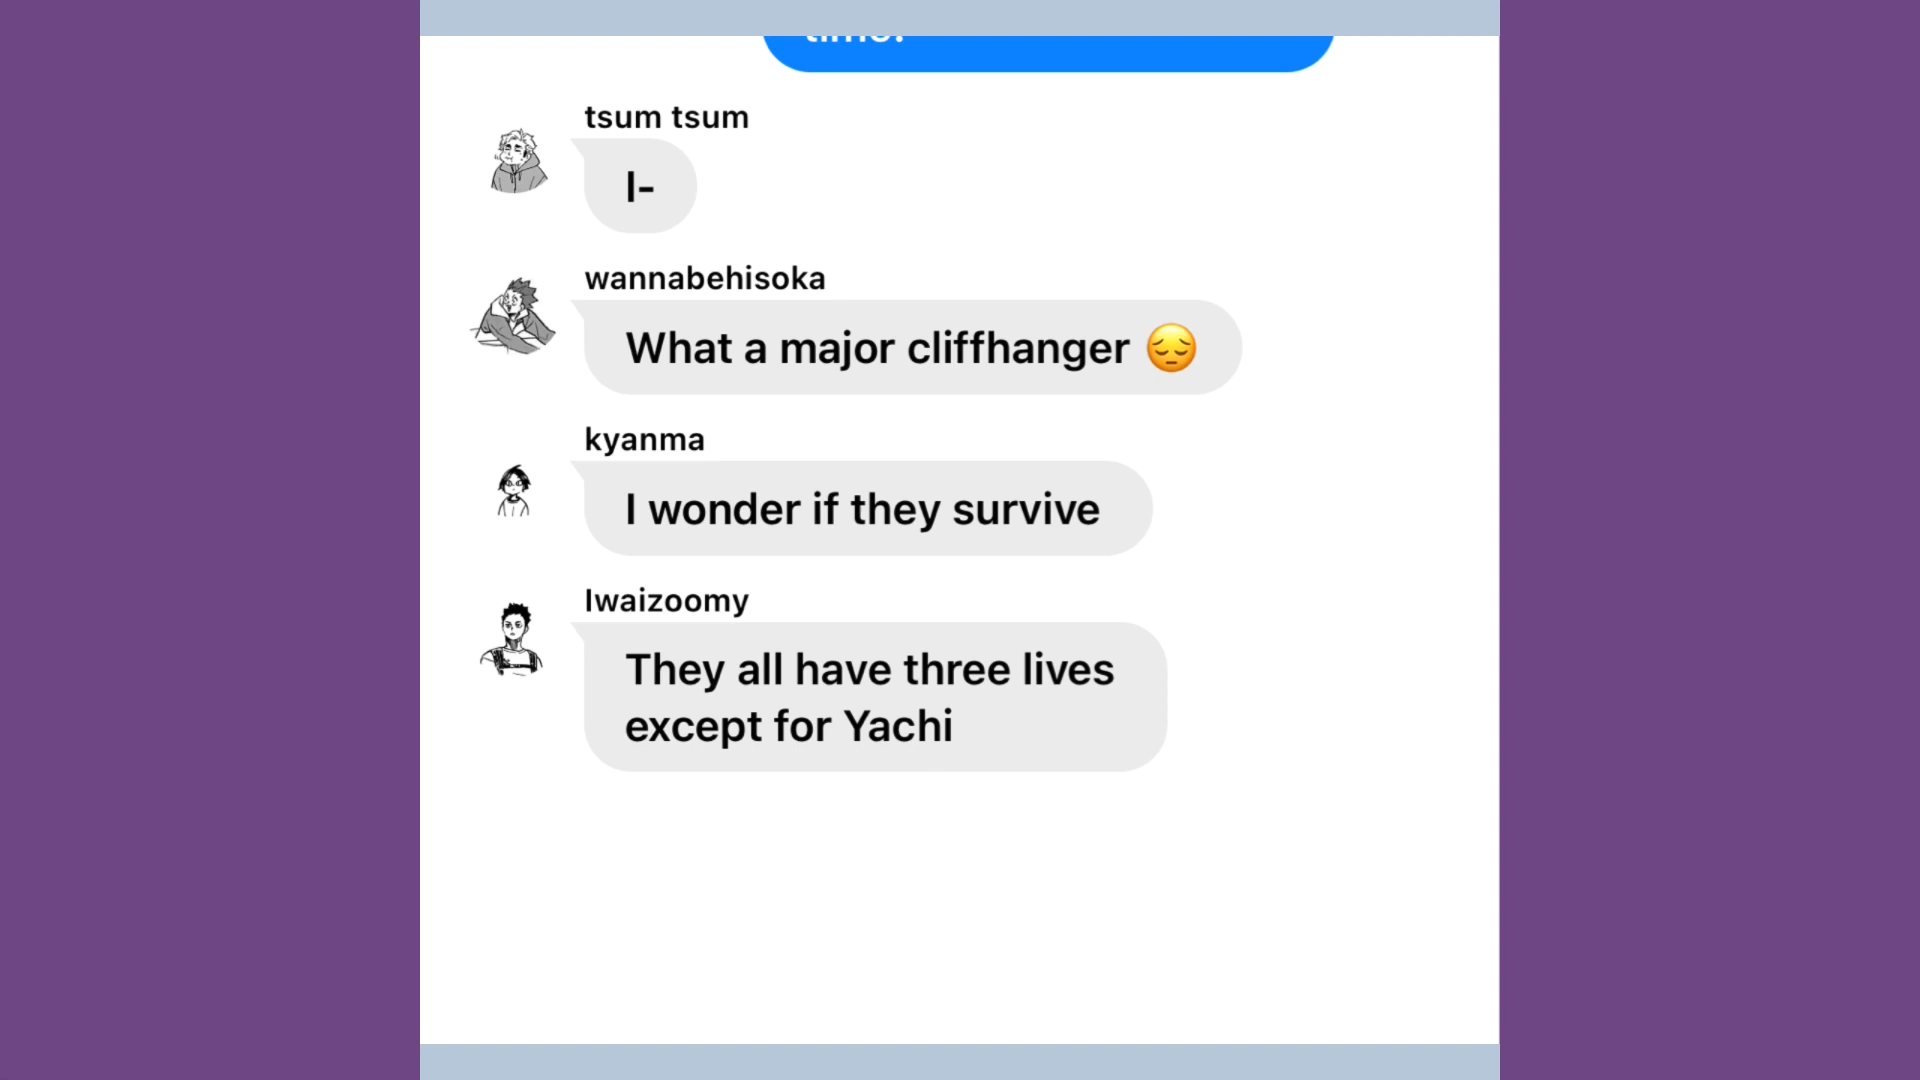 tsum tsum
I-
wannabehisoka
What a major cliffhanger 😔
kyanma
I wonder if they survive
Iwaizoomy
They all have three lives
except for Yachi